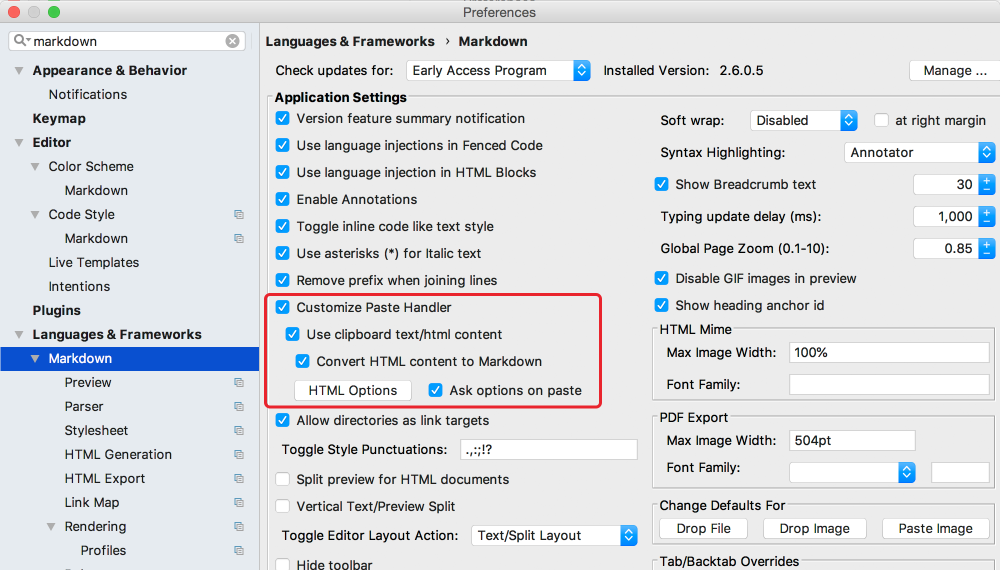 Preferences
markdown
Appearance & Behavior
Notifications
Keymap
Editor
Color Scheme
Markdown
Code Style
Markdown
Live Templates
Intentions
Plugins
Languages & Frameworks
Markdown
Preview
Parser
Stylesheet
HTML Generation
HTML Export
Link Map
Rendering
Profiles
Languages & Frameworks › Markdown
Check updates for: Early Access Program Installed Version: 2.6.0.5 Manage ...
Application Settings
Version feature summary notification
Use language injections in Fenced Code
Use language injection in HTML Blocks
Enable Annotations
Toggle inline code like text style
Use asterisks (*) for Italic text
Remove prefix when joining lines
Customize Paste Handler
Use clipboard text/html content
Convert HTML content to Markdown
HTML Options Ask options on paste
Allow directories as link targets
Toggle Style Punctuations: .,:;!?
Split preview for HTML documents
Vertical Text/Preview Split
Toggle Editor Layout Action: Text/Split Layout
Hide toolbar
Soft wrap: Disabled at right margin
Syntax Highlighting: Annotator
Show Breadcrumb text 30
Typing update delay (ms): 1,000
Global Page Zoom (0.1-10): 0.85
Disable GIF images in preview
Show heading anchor id
HTML Mime
Max Image Width: 100%
Font Family:
PDF Export
Max Image Width: 504pt
Font Family:
Change Defaults For
Drop File Drop Image Paste Image
Tab/Backtab Overrides